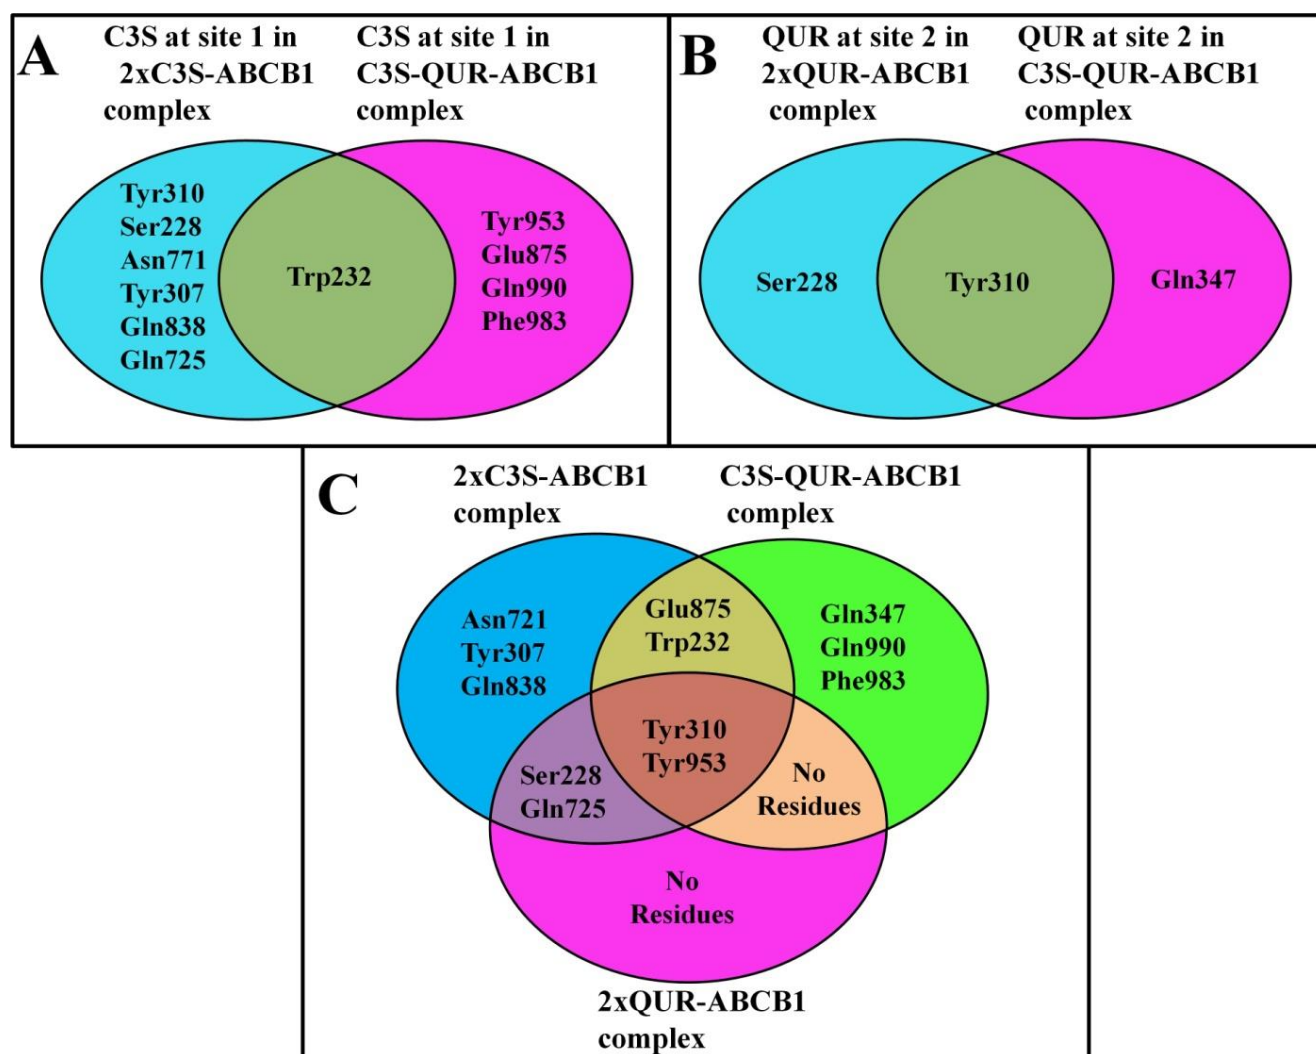 A
C3S at site 1 in
2xC3S-ABCB1
complex
C3S at site 1 in
C3S-QUR-ABCB1
complex
Tyr310
Ser228
Asn771
Tyr307
Gln838
Gln725
Trp232
Tyr953
Glu875
Gln990
Phe983
B
QUR at site 2 in
2xQUR-ABCB1
complex
QUR at site 2 in
C3S-QUR-ABCB1
complex
Ser228
Tyr310
Gln347
C
2xC3S-ABCB1
complex
C3S-QUR-ABCB1
complex
Asn721
Tyr307
Gln838
Glu875
Trp232
Gln347
Gln990
Phe983
Tyr310
Tyr953
Ser228
Gln725
No
Residues
No
Residues
2xQUR-ABCB1
complex